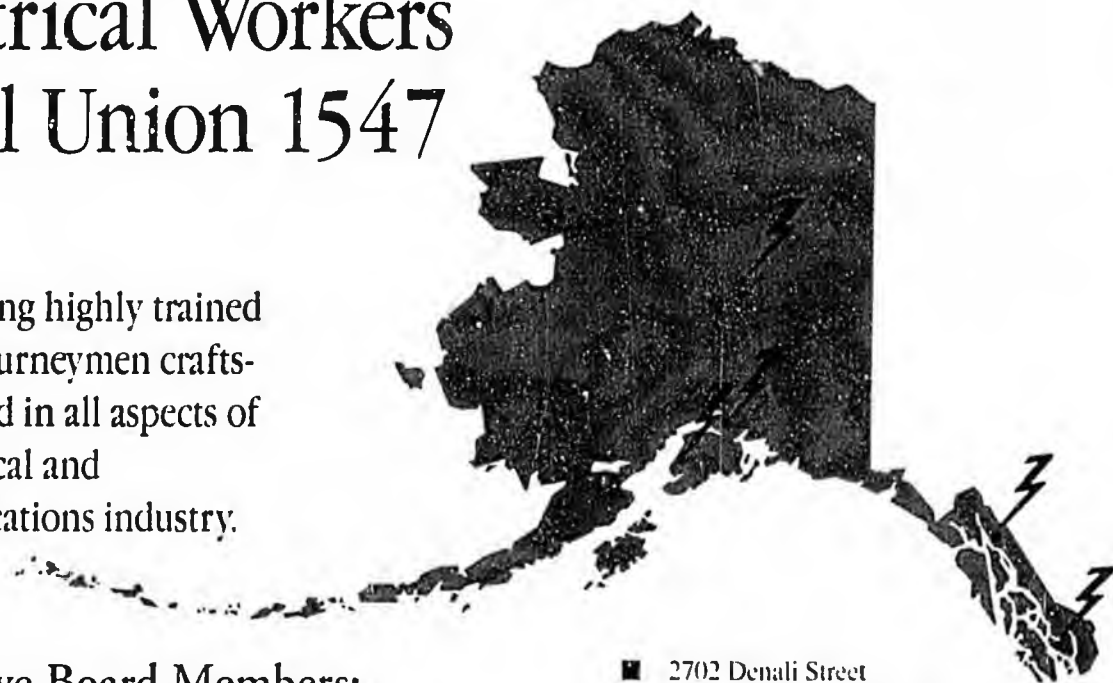 trical Workers
l Union 1547
ng highly trained
urneymen crafts-
d in all aspects of
cal and
cations industry.
ve Board Members:
2702 Denali Street